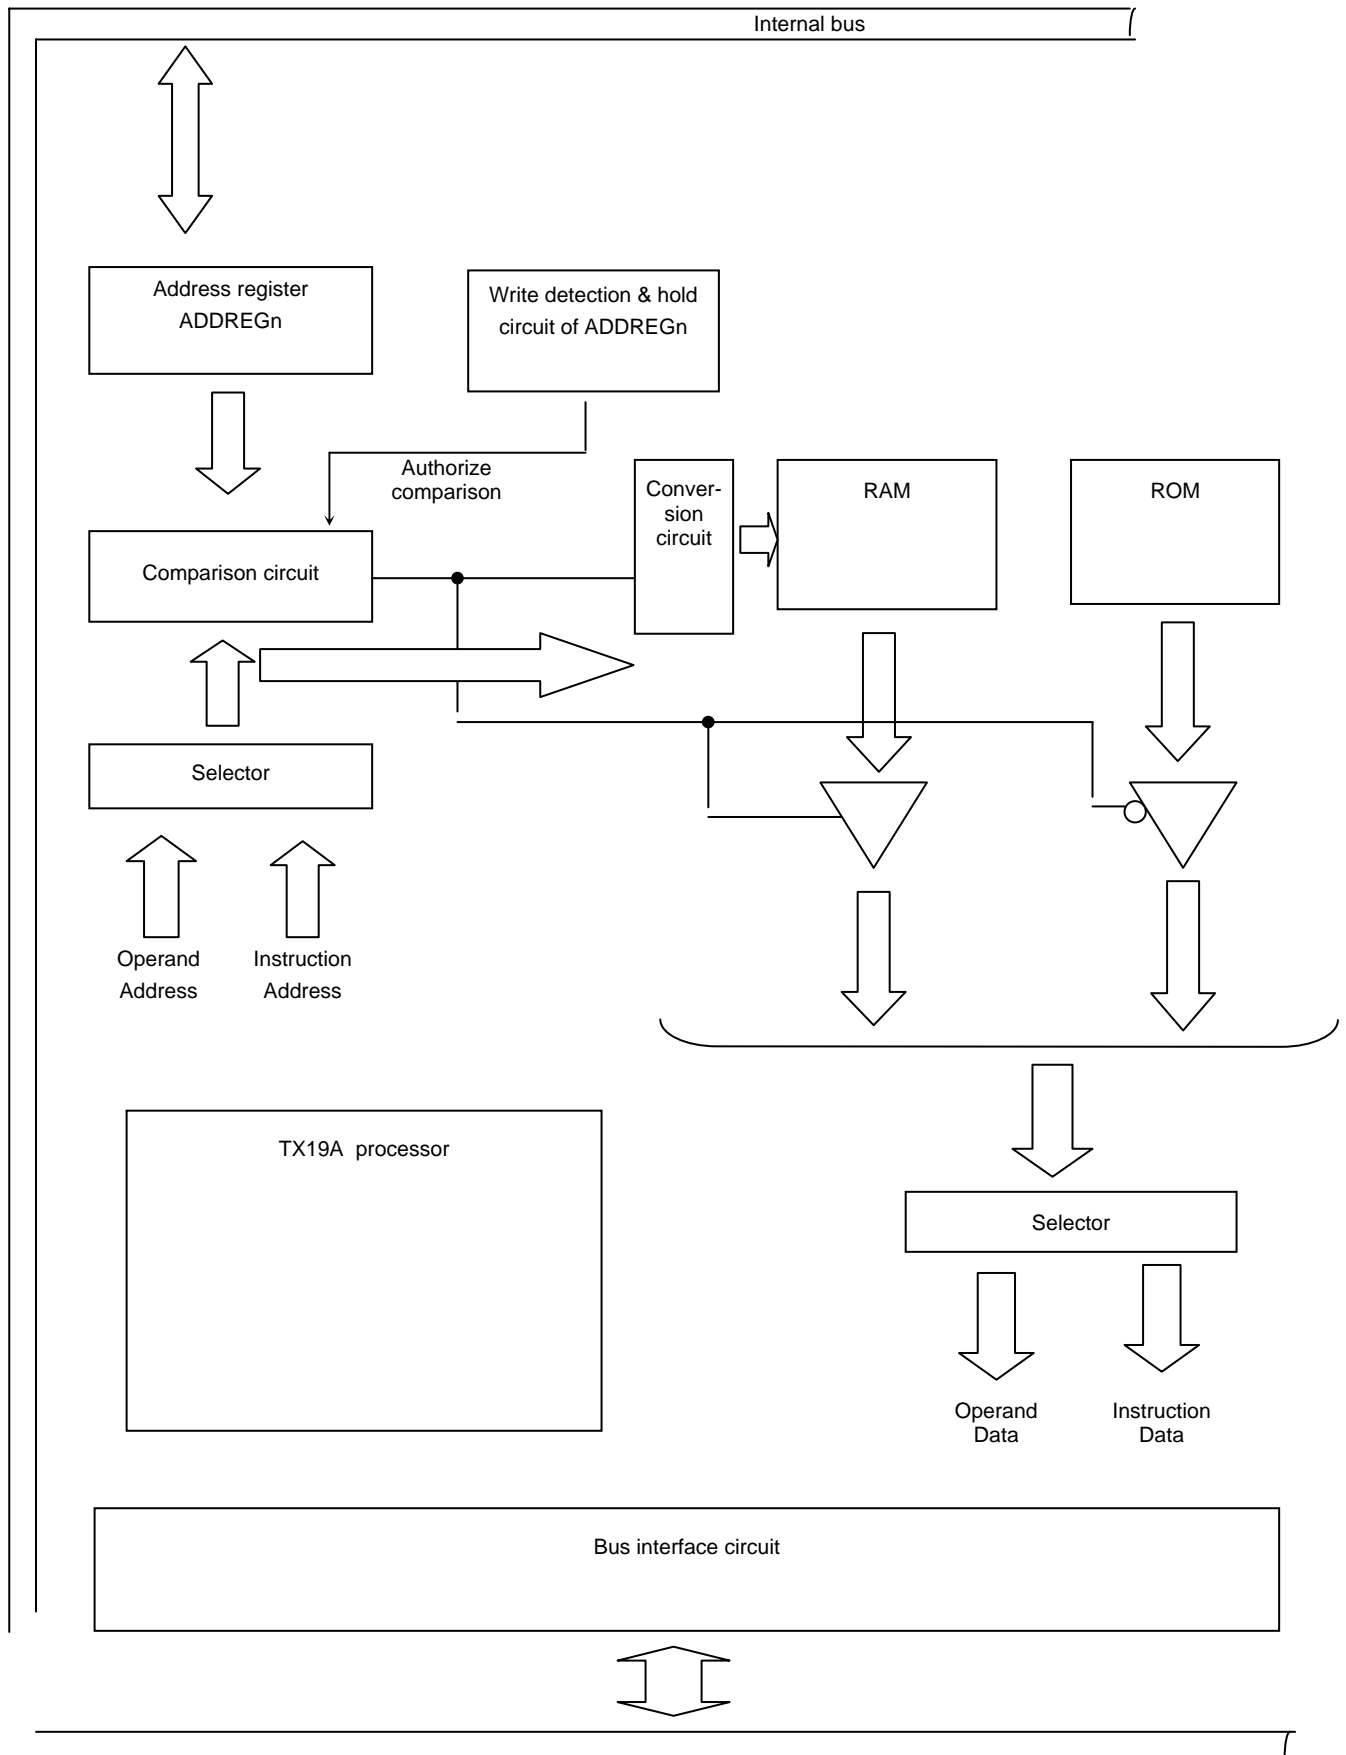 Internal bus
Address register
ADDREGn
Write detection & hold
circuit of ADDREGn
Authorize
comparison
Conver-
sion
circuit
RAM
ROM
Comparison circuit
Selector
Operand
Address
Instruction
Address
TX19A processor
Selector
Operand
Data
Instruction
Data
Bus interface circuit